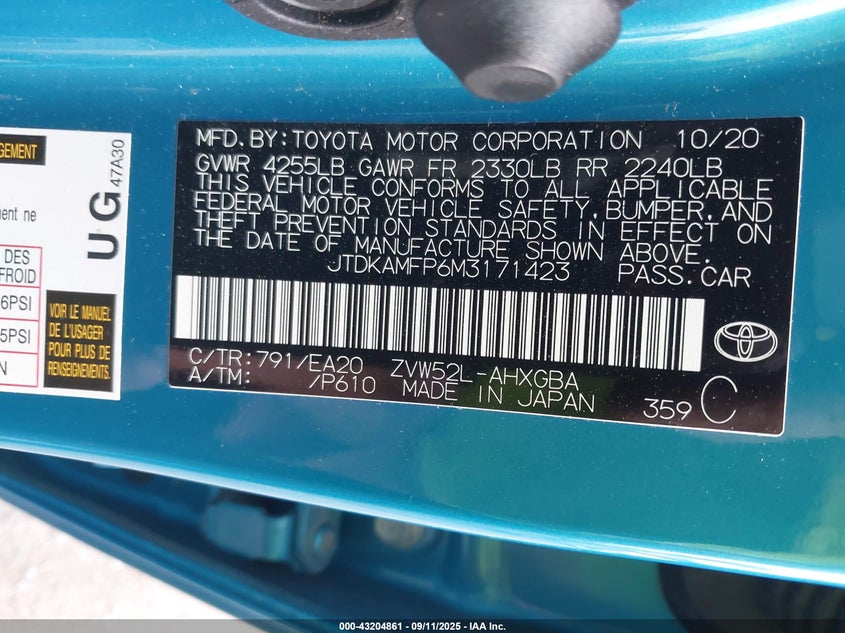 GEMENT
ment ne
DES
FROID
6PSI
5PSI
N
VOIR LE MANUEL
DE L'USAGER
POUR PLUS DE
RENSEIGNEMENTS.
UG
47A30
MFD.BY:TOYOTA MOTOR CORPORATION 10/20
GVWR 4255LB GAWR FR 2330LB RR 2240LB
THIS VEHICLE CONFORMS TO ALL APPLICABLE
FEDERAL MOTOR VEHICLE SAFETY,BUMPER,AND
THEFT PREVENTION STANDARDS IN EFFECT ON
THE DATE OF MANUFACTURE SHOWN ABOVE.
JTDKAMFP6M3171423 PASS.CAR
C/TR:791/EA20 ZVW52L-AHXGBA
A/TM: /P610 MADE IN JAPAN 359 C
000-43204861 - 09/11/2025 - IAA Inc.